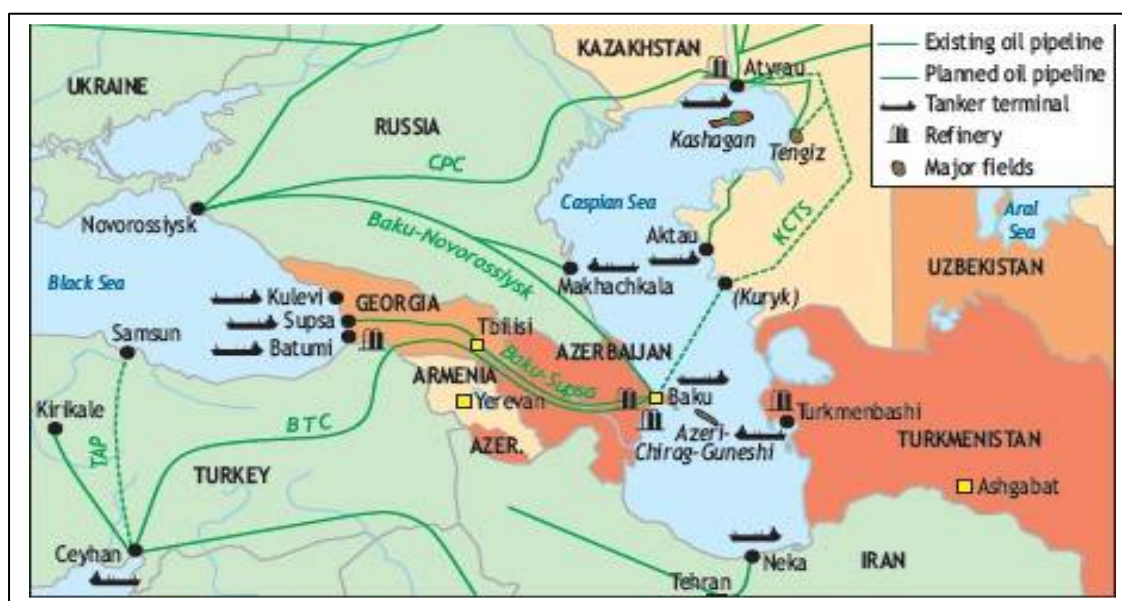 KAZAKHSTAN
Existing oil pipeline
Planned oil pipeline
Tanker terminal
Refinery
Major fields
UKRAINE
Atyrau
RUSSIA
Kashagan
Tengiz
CPC
Novorossiysk
Caspian Sea
KCTS
Aral
Sea
Baku-Novorossiysk
Aktau
UZBEKISTAN
Black Sea
Makhachkala
(Kuryk)
Kulevi
GEORGIA
Supsa
Tbilisi
Samsun
Batumi
AZERBAIJAN
Baku-Supsa
ARMENIA
Baku
Kirikale
Yerevan
Turkmenbashi
TAP
BTC
AZER.
Azeri-
Chirag-Guneshi
TURKMENISTAN
TURKEY
Ashgabat
Ceyhan
Neka
IRAN
Tehran